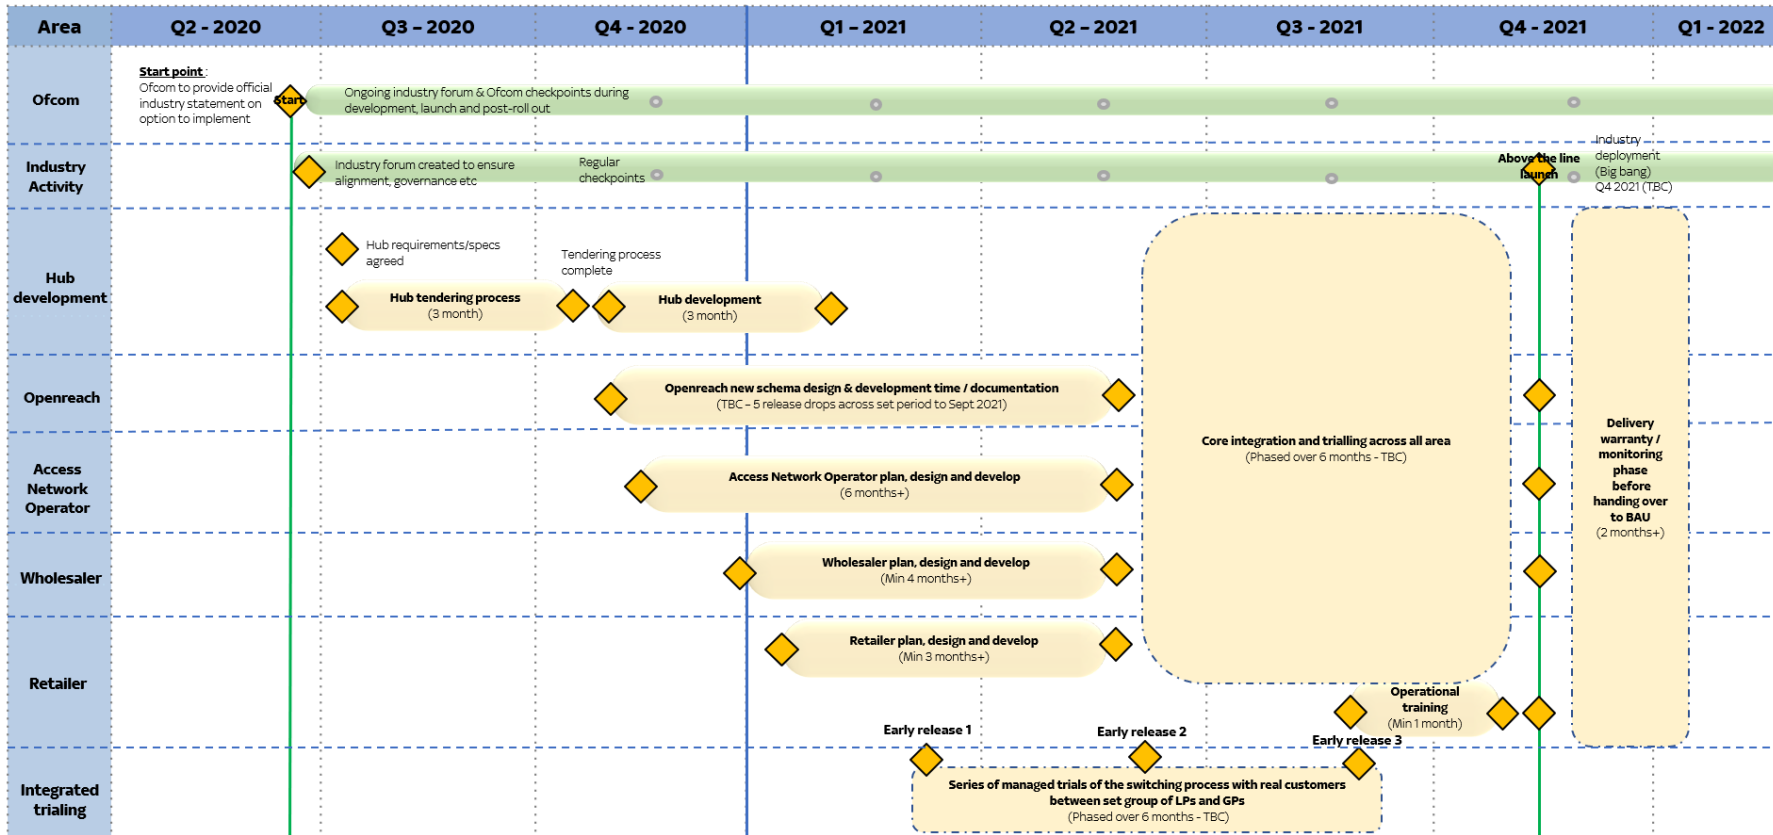 Area
Q2 - 2020
Q3 – 2020
Q4 - 2020
Q1 – 2021
Q2 – 2021
Q3 - 2021
Q4 - 2021
Q1 - 2022
Ofcom
Start point :
Ofcom to provide official
industry statement on
option to implement
Start
Ongoing industry forum & Ofcom checkpoints during
development, launch and post-roll out
Industry
Activity
Industry forum created to ensure
alignment, governance etc
Regular
checkpoints
Above the line
launch
Industry
deployment
(Big bang)
Q4 2021 (TBC)
Hub
development
Hub requirements/specs
agreed
Hub tendering process
(3 month)
Tendering process
complete
Hub development
(3 month)
Openreach
Openreach new schema design & development time / documentation
(TBC – 5 release drops across set period to Sept 2021)
Core integration and trialling across all area
(Phased over 6 months - TBC)
Delivery
warranty /
monitoring
phase
before
handing over
to BAU
(2 months+)
Access
Network
Operator
Access Network Operator plan, design and develop
(6 months+)
Wholesaler
Wholesaler plan, design and develop
(Min 4 months+)
Retailer
Retailer plan, design and develop
(Min 3 months+)
Operational
training
(Min 1 month)
Integrated
trialing
Early release 1
Early release 2
Early release 3
Series of managed trials of the switching process with real customers
between set group of LPs and GPs
(Phased over 6 months - TBC)